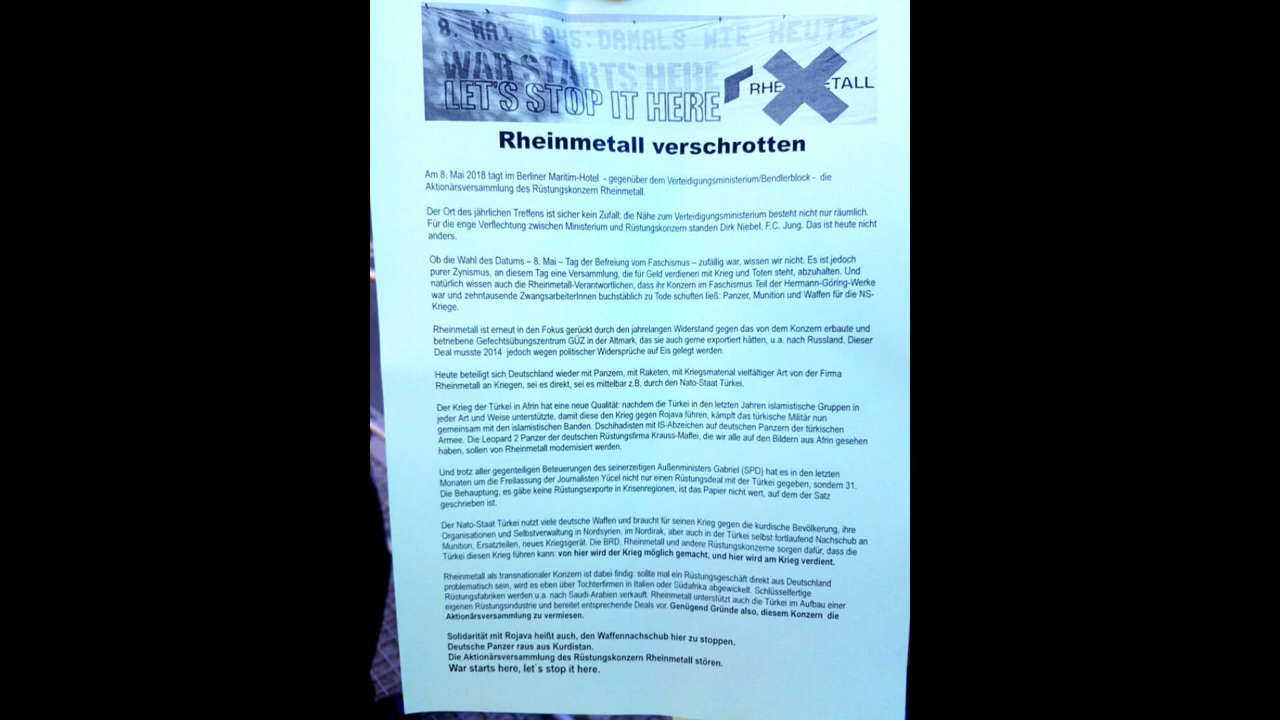 8. MAI 1945: DAMALS WIE HEUTE:
WAR STARTS HERE
LET'S STOP IT HERE
RHE ETALL
Rheinmetall verschrotten
Am 8. Mai 2018 tagt im Berliner Maritim-Hotel - gegenüber dem Verteidigungsministerium/Bendlerblock - die
Aktionärsversammlung des Rüstungskonzern Rheinmetall.
Der Ort des jährlichen Treffens ist sicher kein Zufall; die Nähe zum Verteidigungsministerium besteht nicht nur räumlich.
Für die enge Verflechtung zwischen Ministerium und Rüstungskonzern standen Dirk Niebel, F.C. Jung. Das ist heute nicht
anders.
Ob die Wahl des Datums – 8. Mai – Tag der Befreiung vom Faschismus – zufällig war, wissen wir nicht. Es ist jedoch
purer Zynismus, an diesem Tag eine Versammlung, die für Geld verdienen mit Krieg und Toten steht, abzuhalten. Und
natürlich wissen auch die Rheinmetall-Verantwortlichen, dass ihr Konzern im Faschismus Teil der Hermann-Göring-Werke
war und zehntausende ZwangsarbeiterInnen buchstäblich zu Tode schuften ließ: Panzer, Munition und Waffen für die NS-
Kriege.
Rheinmetall ist erneut in den Fokus gerückt durch den jahrelangen Widerstand gegen das von dem Konzern erbaute und
betriebene Gefechtsübungszentrum GÜZ in der Altmark, das sie auch gerne exportiert hätten, u.a. nach Russland. Dieser
Deal musste 2014 jedoch wegen politischer Widersprüche auf Eis gelegt werden.
Heute beteiligt sich Deutschland wieder mit Panzern, mit Raketen, mit Kriegsmaterial vielfältiger Art von der Firma
Rheinmetall an Kriegen, sei es direkt, sei es mittelbar z.B. durch den Nato-Staat Türkei.
Der Krieg der Türkei in Afrin hat eine neue Qualität: nachdem die Türkei in den letzten Jahren islamistische Gruppen in
jeder Art und Weise unterstützte, damit diese den Krieg gegen Rojava führen, kämpft das türkische Militär nun
gemeinsam mit den islamistischen Banden. Dschihadisten mit IS-Abzeichen auf deutschen Panzern der türkischen
Armee. Die Leopard 2 Panzer der deutschen Rüstungsfirma Krauss-Maffei, die wir alle auf den Bildern aus Afrin gesehen
haben, sollen von Rheinmetall modernisiert werden.
Und trotz aller gegenteiligen Beteuerungen des seinerzeitigen Außenministers Gabriel (SPD) hat es in den letzten
Monaten um die Freilassung der Journalisten Yücel nicht nur einen Rüstungsdeal mit der Türkei gegeben, sondern 31.
Die Behauptung, es gäbe keine Rüstungsexporte in Krisenregionen, ist das Papier nicht wert, auf dem der Satz
geschrieben ist.
Der Nato-Staat Türkei nutzt viele deutsche Waffen und braucht für seinen Krieg gegen die kurdische Bevölkerung, ihre
Organisationen und Selbstverwaltung in Nordsyrien, im Nordirak, aber auch in der Türkei selbst fortlaufend Nachschub an
Munition, Ersatzteilen, neues Kriegsgerät. Die BRD, Rheinmetall und andere Rüstungskonzerne sorgen dafür, dass die
Türkei diesen Krieg führen kann: von hier wird der Krieg möglich gemacht, und hier wird am Krieg verdient.
Rheinmetall als transnationaler Konzern ist dabei findig: sollte mal ein Rüstungsgeschäft direkt aus Deutschland
problematisch sein, wird es eben über Tochterfirmen in Italien oder Südafrika abgewickelt. Schlüsselfertige
Rüstungsfabriken werden u.a. nach Saudi-Arabien verkauft. Rheinmetall unterstützt auch die Türkei im Aufbau einer
eigenen Rüstungsindustrie und bereitet entsprechende Deals vor. Genügend Gründe also, diesem Konzern die
Aktionärsversammlung zu vermiesen.
Solidarität mit Rojava heißt auch, den Waffennachschub hier zu stoppen.
Deutsche Panzer raus aus Kurdistan.
Die Aktionärsversammlung des Rüstungskonzern Rheinmetall stören.
War starts here, let´s stop it here.